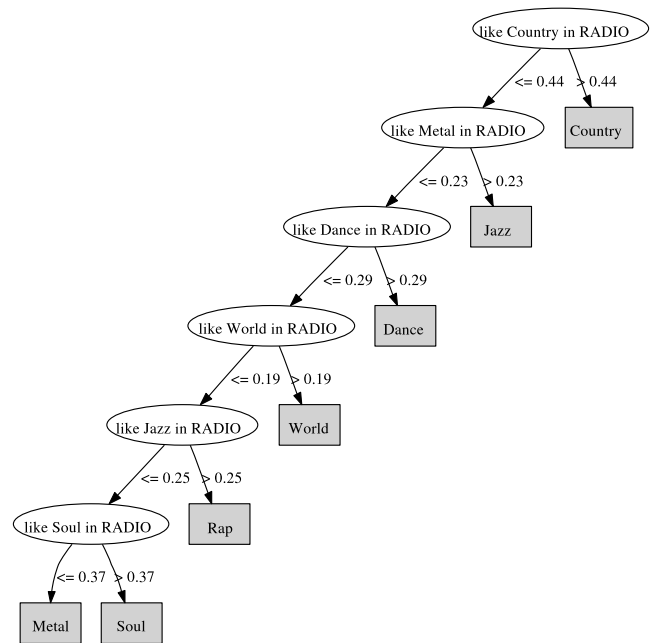 like Country in RADIO
<= 0.44 > 0.44
like Metal in RADIO
Country
<= 0.23 > 0.23
like Dance in RADIO
Jazz
<= 0.29 > 0.29
like World in RADIO
Dance
<= 0.19 > 0.19
like Jazz in RADIO
World
<= 0.25 > 0.25
like Soul in RADIO
Rap
<= 0.37 > 0.37
Metal
Soul